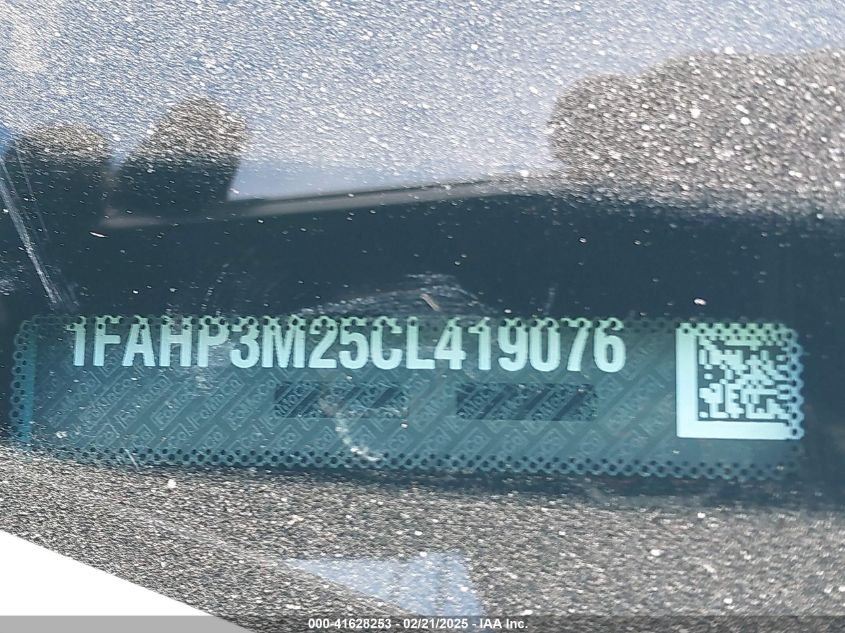 1FAHP3M25CL419076
000-41628253 - 02/21/2025 - IAA Inc.